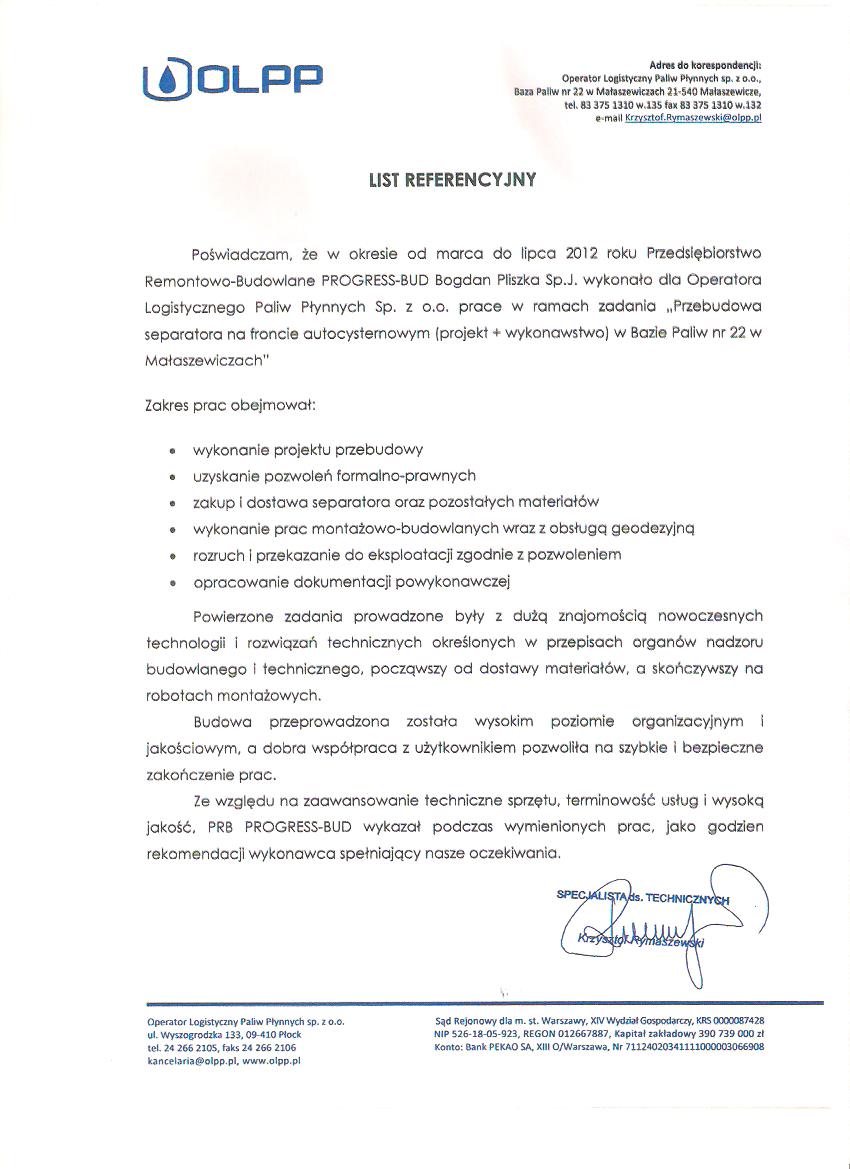 OLPP
Adres do korespondencji:
Operator Logistyczny Paliw Płynnych sp. z o.o.,
Baza Paliw nr 22 w Małaszewiczach 21-540 Małaszewicze,
tel. 83 375 1310 w.135 fax 83 375 1310 w.132
e-mail Krzysztof.Rymaszewski@olpp.pl
LIST REFERENCYJNY
Poświadczam, że w okresie od marca do lipca 2012 roku Przedsiębiorstwo
Remontowo-Budowlane PROGRESS-BUD Bogdan Pliszka Sp.J. wykonało dla Operatora
Logistycznego Paliw Płynnych Sp. z o.o. prace w ramach zadania „Przebudowa
separatora na froncie autocysternowym (projekt + wykonawstwo) w Bazie Paliw nr 22 w
Małaszewiczach"
Zakres prac obejmował:
• wykonanie projektu przebudowy
• uzyskanie pozwoleń formalno-prawnych
• zakup i dostawa separatora oraz pozostałych materiałów
• wykonanie prac montażowo-budowlanych wraz z obsługą geodezyjną
• rozruch i przekazanie do eksploatacji zgodnie z pozwoleniem
• opracowanie dokumentacji powykonawczej
Powierzone zadania prowadzone były z dużą znajomością nowoczesnych
technologii i rozwiązań technicznych określonych w przepisach organów nadzoru
budowlanego i technicznego, począwszy od dostawy materiałów, a skończywszy na
robotach montażowych.
Budowa przeprowadzona została wysokim poziomie organizacyjnym i
jakościowym, a dobra współpraca z użytkownikiem pozwoliła na szybkie i bezpieczne
zakończenie prac.
Ze względu na zaawansowanie techniczne sprzętu, terminowość usług i wysoką
jakość, PRB PROGRESS-BUD wykazał podczas wymienionych prac, jako godzien
rekomendacji wykonawca spełniający nasze oczekiwania.
SPECJALISTA ds. TECHNICZNYCH
Krzysztof Rymaszewski
Operator Logistyczny Paliw Płynnych sp. z o.o.
ul. Wyszogrodzka 133, 09-410 Płock
tel. 24 266 2105, faks 24 266 2106
kancelaria@olpp.pl, www.olpp.pl
Sąd Rejonowy dla m. st. Warszawy, XIV Wydział Gospodarczy, KRS 0000087428
NIP 526-18-05-923, REGON 012667887, Kapitał zakładowy 390 739 000 zł
Konto: Bank PEKAO SA, XIII O/Warszawa, Nr 71124020341111000003066908